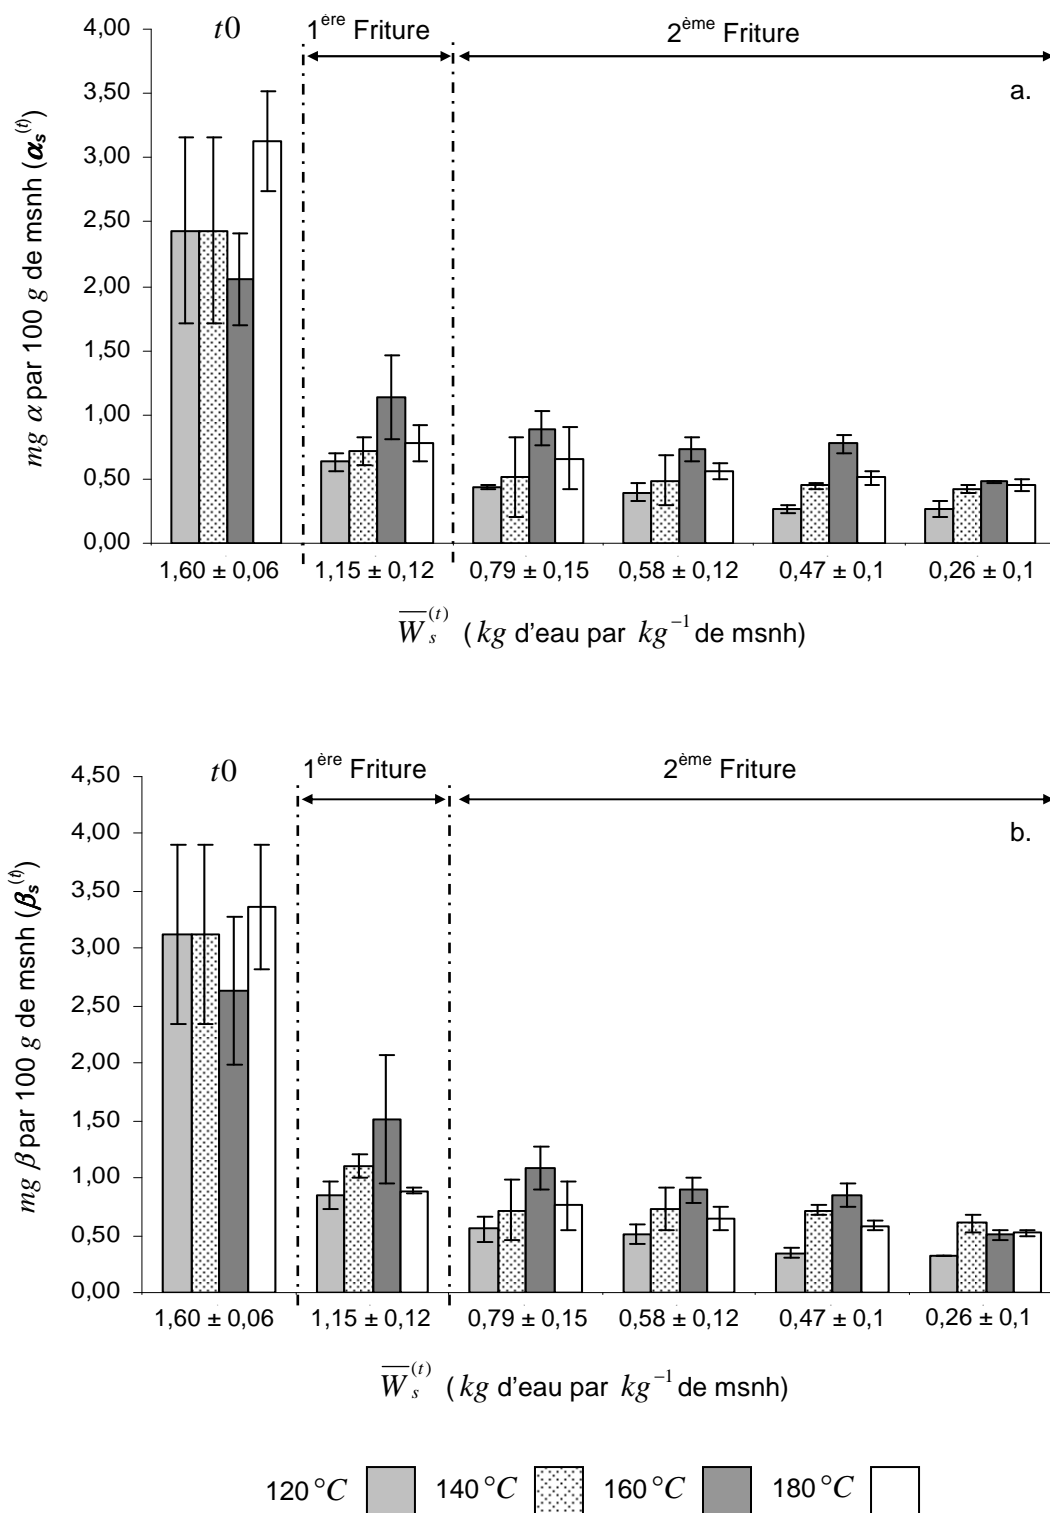 t0 1ère Friture 2ème Friture
a.
mg α par 100 g de msnh (αs(t))
4,00
3,50
3,00
2,50
2,00
1,50
1,00
0,50
0,00
1,60 ± 0,06 1,15 ± 0,12 0,79 ± 0,15 0,58 ± 0,12 0,47 ± 0,1 0,26 ± 0,1
W̅s(t) (kg d'eau par kg−1 de msnh)
t0 1ère Friture 2ème Friture
b.
mg β par 100 g de msnh (βs(t))
4,50
4,00
3,50
3,00
2,50
2,00
1,50
1,00
0,50
0,00
1,60 ± 0,06 1,15 ± 0,12 0,79 ± 0,15 0,58 ± 0,12 0,47 ± 0,1 0,26 ± 0,1
W̅s(t) (kg d'eau par kg−1 de msnh)
120°C 140°C 160°C 180°C